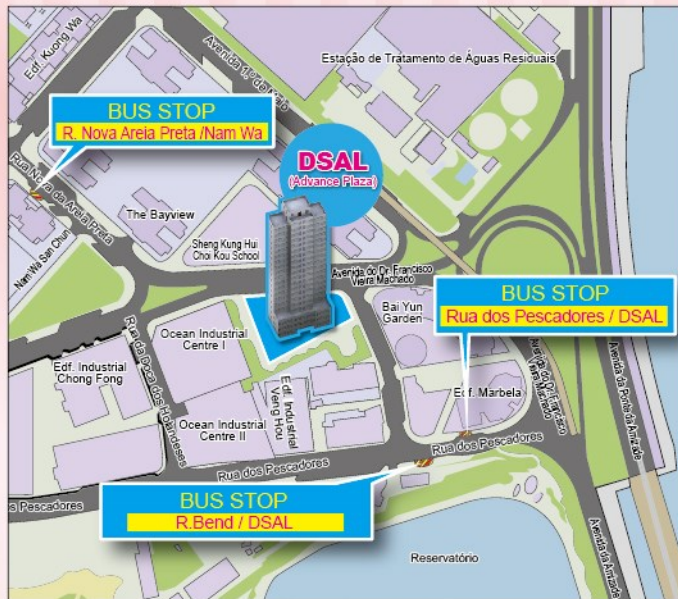 Edf. Kuong Wa
Avenida 1.º de Maio
Estação de Tratamento de Águas Residuais
BUS STOP
R. Nova Areia Preta /Nam Wa
DSAL
(Advance Plaza)
Rua Nova da Areia Preta
The Bayview
Nam Wa San Chun
Sheng Kung Hui
Choi Kou School
Avenida do Dr. Francisco
Vieira Machado
BUS STOP
Rua dos Pescadores / DSAL
Bai Yun
Garden
Ocean Industrial
Centre I
Rua da Doca dos Holandeses
Edf. Industrial
Chong Fong
Edf. Industrial
Veng Hou
Edf. Marbela
Avenida do Dr. Francisco
Vieira Machado
Avenida da Ponte da Amizade
Ocean Industrial
Centre II
Rua dos Pescadores
Rua dos Pescadores
os Pescadores
BUS STOP
R.Bend / DSAL
Avenida da Amizade
Reservatório